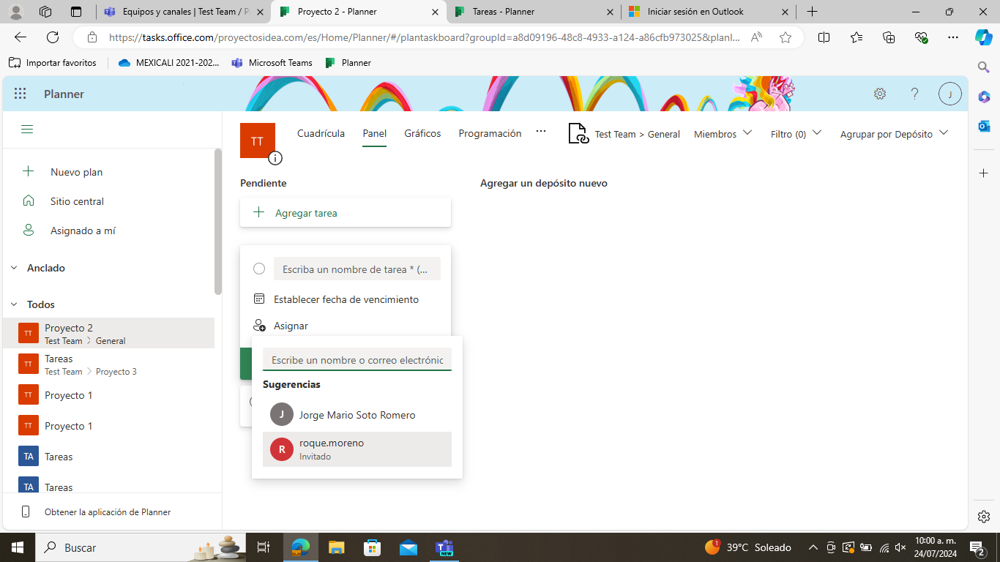 Equipos y canales | Test Team / Pr
Proyecto 2 - Planner
Tareas - Planner
Iniciar sesión en Outlook
https://tasks.office.com/proyectosidea.com/es/Home/Planner/#/plantaskboard?groupId=a8d09196-48c8-4933-a124-a86cfb973025&planI...
Importar favoritos
MEXICALI 2021-202...
Microsoft Teams
Planner
Planner
J
Nuevo plan
Sitio central
Asignado a mí
Anclado
Todos
TT
Proyecto 2
Test Team > General
TT
Tareas
Test Team > Proyecto 3
TT
Proyecto 1
TT
Proyecto 1
TA
Tareas
TA
Tareas
Obtener la aplicación de Planner
TT
Cuadrícula
Panel
Gráficos
Programación
Test Team > General
Miembros
Filtro (0)
Agrupar por Depósito
Pendiente
Agregar un depósito nuevo
Agregar tarea
Escriba un nombre de tarea * (...
Establecer fecha de vencimiento
Asignar
Escribe un nombre o correo electrónic
Sugerencias
J
Jorge Mario Soto Romero
R
roque.moreno
Invitado
Buscar
NEW
1
39°C Soleado
10:00 a. m.
24/07/2024
2